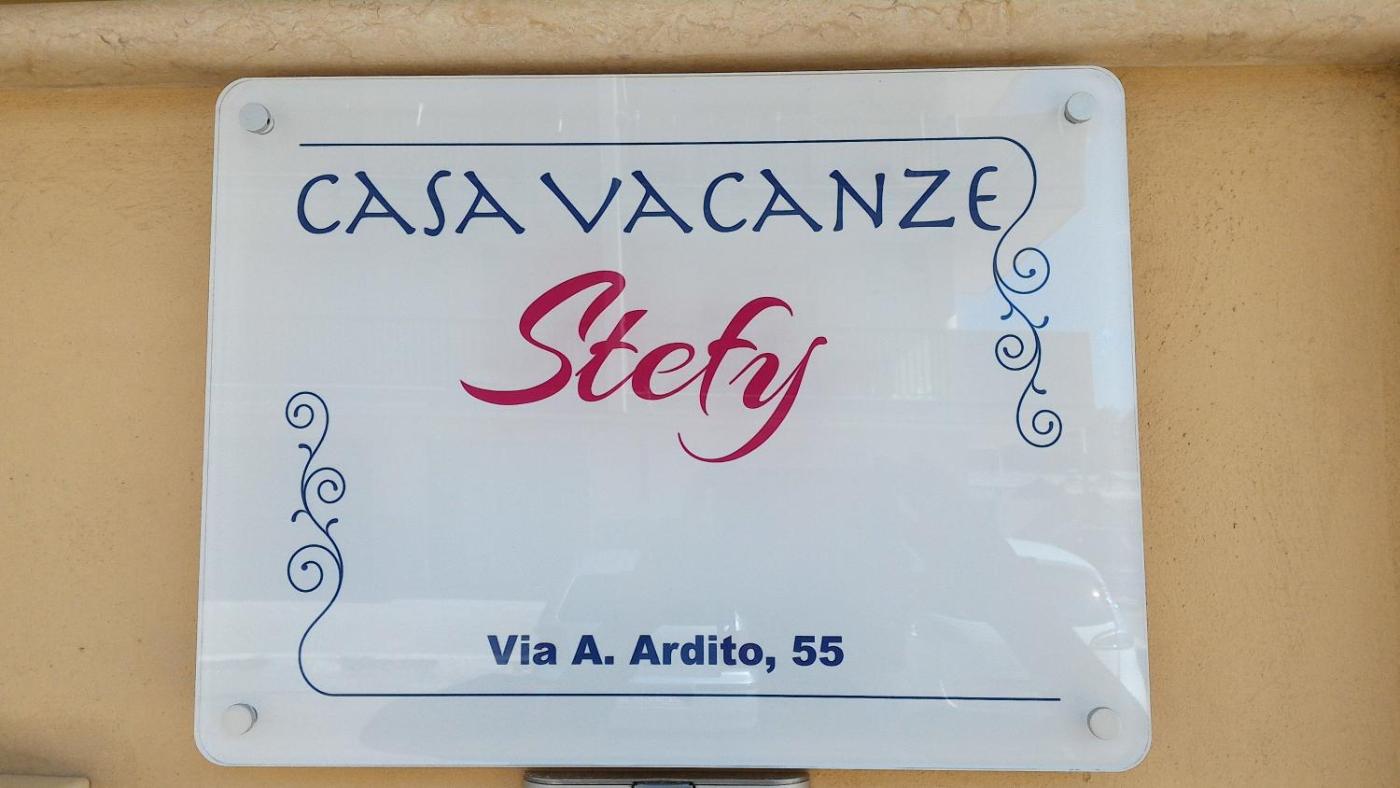 CASA VACANZE
Stefy
Via A. Ardito, 55